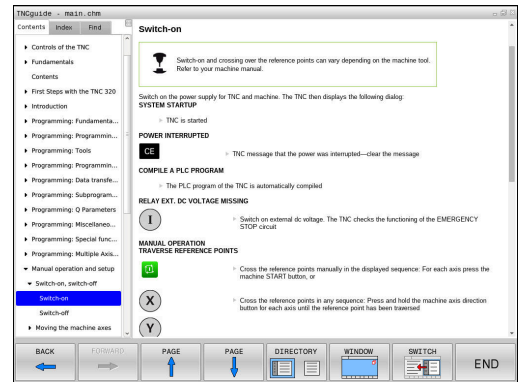 TNCguide - main.chm
Contents Index Find
Controls of the TNC
Fundamentals
Contents
First Steps with the TNC 320
Introduction
Programming: Fundamenta...
Programming: Programmin...
Programming: Tools
Programming: Programmin...
Programming: Data transfe...
Programming: Subprogram...
Programming: Q Parameters
Programming: Miscellaneo...
Programming: Special func...
Programming: Multiple Axis...
Manual operation and setup
Switch-on, switch-off
Switch-on
Switch-off
Moving the machine axes
Switch-on
Switch-on and crossing over the reference points can vary depending on the machine tool.
Refer to your machine manual.
Switch on the power supply for TNC and machine. The TNC then displays the following dialog:
SYSTEM STARTUP
TNC is started
POWER INTERRUPTED
CE
TNC message that the power was interrupted—clear the message
COMPILE A PLC PROGRAM
The PLC program of the TNC is automatically compiled
RELAY EXT. DC VOLTAGE MISSING
I
Switch on external dc voltage. The TNC checks the functioning of the EMERGENCY
STOP circuit
MANUAL OPERATION
TRAVERSE REFERENCE POINTS
Cross the reference points manually in the displayed sequence: For each axis press the
machine START button, or
X
Cross the reference points in any sequence: Press and hold the machine axis direction
button for each axis until the reference point has been traversed
Y
BACK FORWARD PAGE PAGE DIRECTORY WINDOW SWITCH END